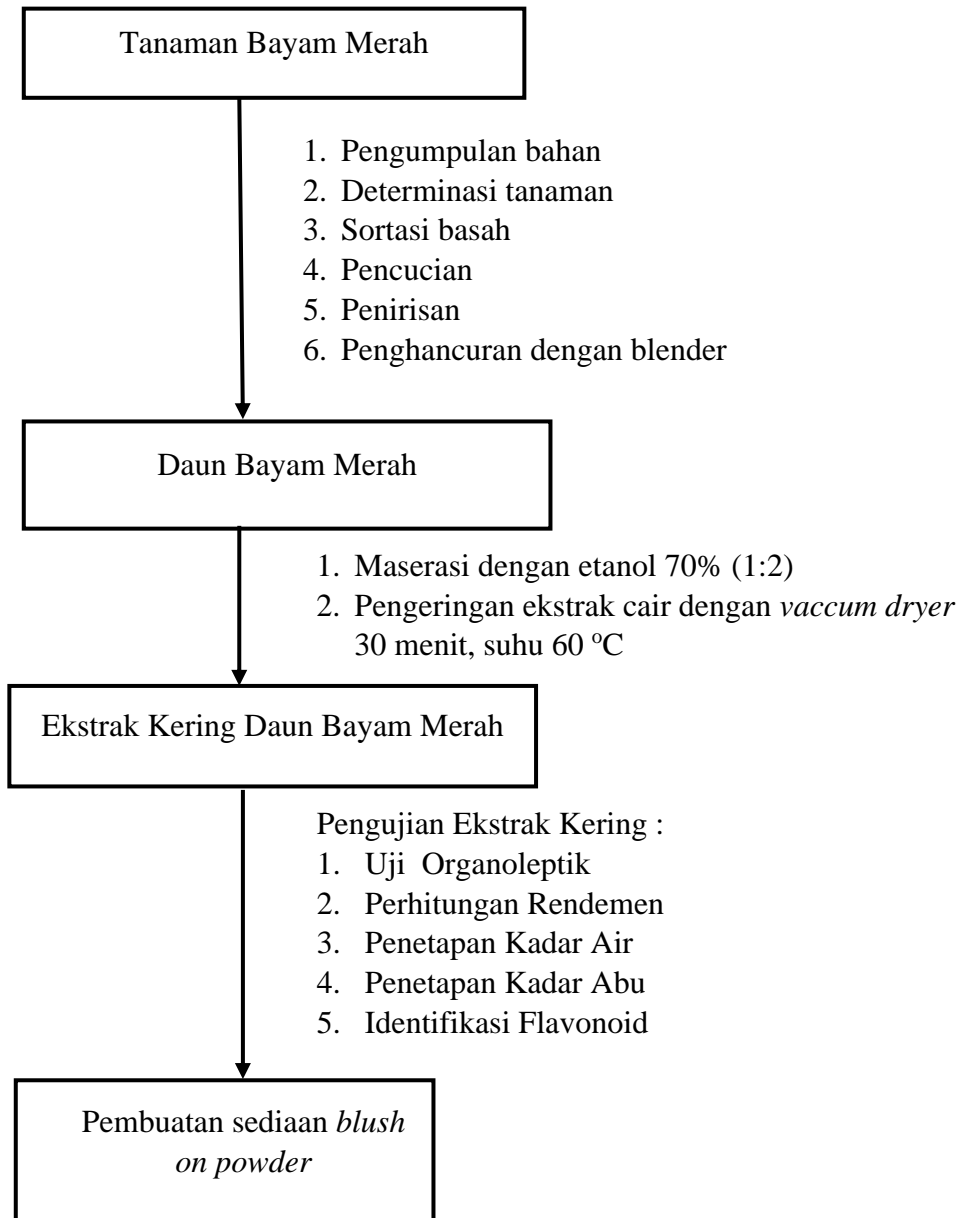 Tanaman Bayam Merah
1. Pengumpulan bahan
2. Determinasi tanaman
3. Sortasi basah
4. Pencucian
5. Penirisan
6. Penghancuran dengan blender
Daun Bayam Merah
1. Maserasi dengan etanol 70% (1:2)
2. Pengeringan ekstrak cair dengan vaccum dryer
30 menit, suhu 60 °C
Ekstrak Kering Daun Bayam Merah
Pengujian Ekstrak Kering :
1. Uji Organoleptik
2. Perhitungan Rendemen
3. Penetapan Kadar Air
4. Penetapan Kadar Abu
5. Identifikasi Flavonoid
Pembuatan sediaan blush
on powder